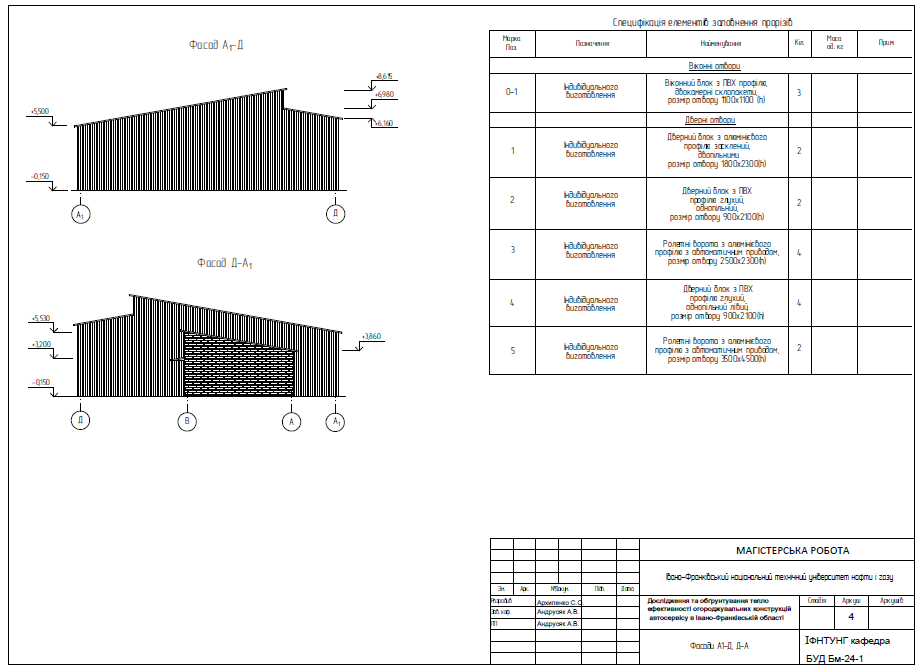 Фасад А1-Д
+8,615
+6,980
+6,160
+5,500
-0,150
А1
Д
Фасад Д-А1
+5,530
+3,200
-0,150
+3,860
Д
В
А
А1
Специфікація елементів заповнення прорізів
Марка Поз.
Позначення
Найменування
Кіл.
Маса од. кг
Прим.
Віконні отвори
О-1
Індивідуального
виготовлення
Віконний блок з ПВХ профілю,
двокамерні склопакети,
розмір отвору 1100х1100 (h)
3
Дверні отвори
1
Індивідуального
виготовлення
Дверний блок з алюмінієвого
профілю засклений,
двопільними
розмір отвору 1800х2300(h)
2
2
Індивідуального
виготовлення
Дверний блок з ПВХ
профілю глухий,
однопільний,
розмір отвору 900х2100(h)
2
3
Індивідуального
виготовлення
Ролетні ворота з алюмінієвого
профілю з автоматичним приводом,
розмір отвору 2500х2300(h)
4
4
Індивідуального
виготовлення
Дверний блок з ПВХ
профілю глухий,
однопільний лівий,
розмір отвору 900х2100(h)
4
5
Індивідуального
виготовлення
Ролетні ворота з алюмінієвого
профілю з автоматичним приводом,
розмір отвору 3500х4500(h)
2
МАГІСТЕРСЬКА РОБОТА
Івано-Франківський національний технічний університет нафти і газу
Зм. Арк. №Докум. Підп. Дата
Розробив Архипенко С.С.
Зав. каф. Андрусяк А.В.
ГІП Андрусяк А.В.
Дослідження та обґрунтування тепло
ефективності огороджувальних конструкцій
автосервісу в Івано-Франківській області
Стадія Аркуш Аркушів
4
Фасади А1-Д, Д-А
ІФНТУНГ кафедра
БУД Бм-24-1